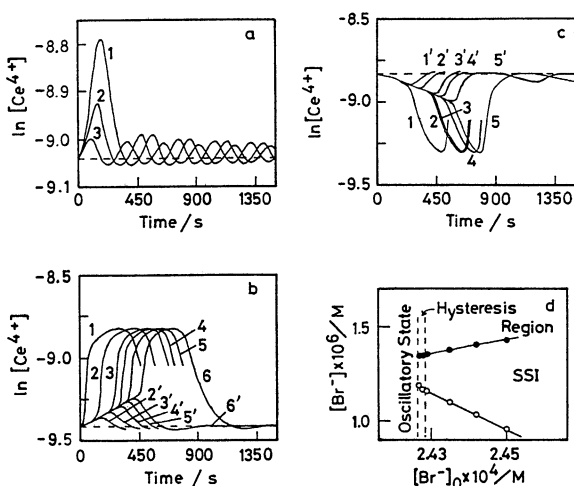 a
ln [Ce⁴⁺]
-8.8
-8.9
-9.0
-9.1
1
2
3
0 450 900 1350
Time / s
c
ln [Ce⁴⁺]
-8.5
-9.0
-9.5
1' 2' 3' 4' 5'
1 2 3 4 5
0 450 900 1350
Time / s
b
ln [Ce⁴⁺]
-8.5
-9.0
-9.5
1 2 3 4
5
6
2'
3'
4'
5'
6'
0 450 900 1350
Time / s
d
[Br⁻]x10⁶/M
1.5
1.0
Oscillatory State
Hysteresis
Region
SSI
2.43 2.45
[Br⁻]₀x10⁴/M